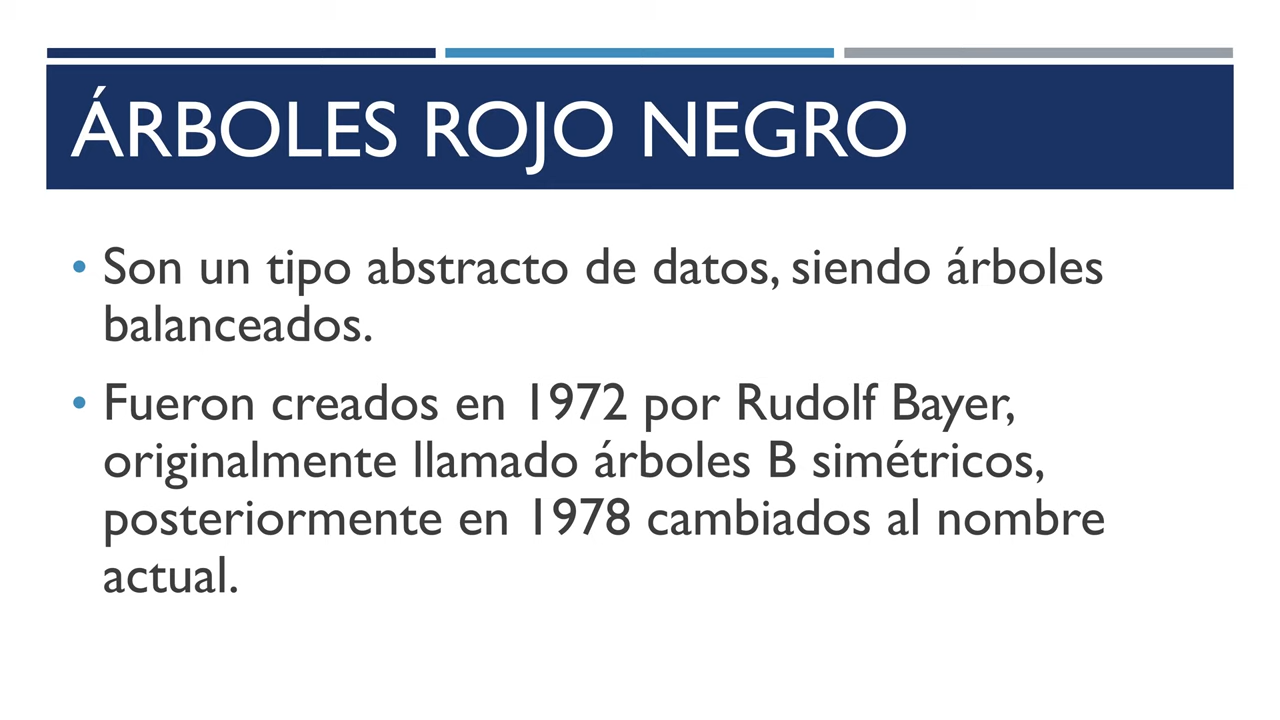 ÁRBOLES ROJO NEGRO
• Son un tipo abstracto de datos, siendo árboles
balanceados.
• Fueron creados en 1972 por Rudolf Bayer,
originalmente llamado árboles B simétricos,
posteriormente en 1978 cambiados al nombre
actual.